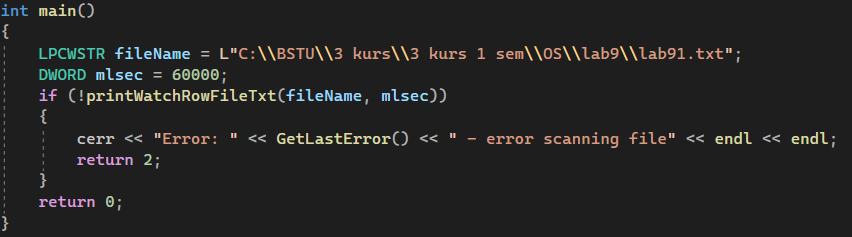 int main()
{
LPCWSTR fileName = L"C:\\BSTU\\3 kurs\\3 kurs 1 sem\\OS\\lab9\\lab91.txt";
DWORD mlsec = 60000;
if (!printWatchRowFileTxt(fileName, mlsec))
{
cerr << "Error: " << GetLastError() << " - error scanning file" << endl << endl;
return 2;
}
return 0;
}